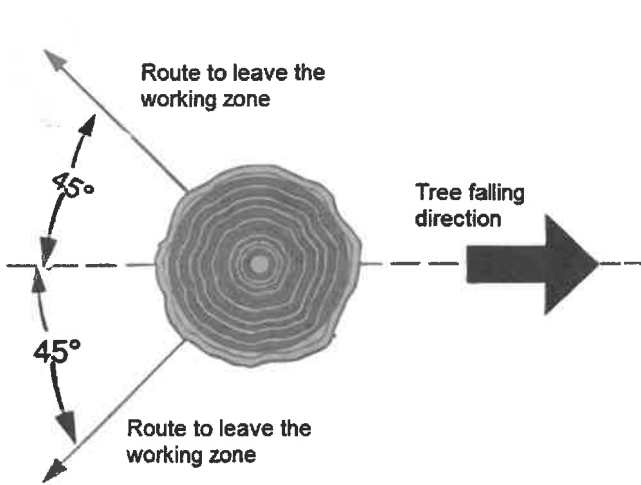 Route to leave the
working zone
45°
Tree falling
direction
45°
Route to leave the
working zone